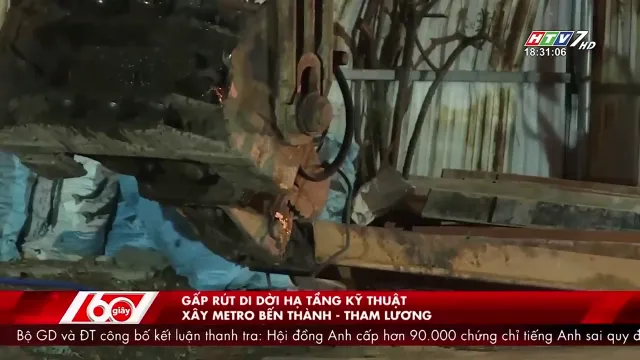 HTV7 HD
18:31:06
60 giây
GẤP RÚT DI DỜI HẠ TẦNG KỸ THUẬT
XÂY METRO BẾN THÀNH - THAM LƯƠNG
Bộ GD và ĐT công bố kết luận thanh tra: Hội đồng Anh cấp hơn 90.000 chứng chỉ tiếng Anh sai quy